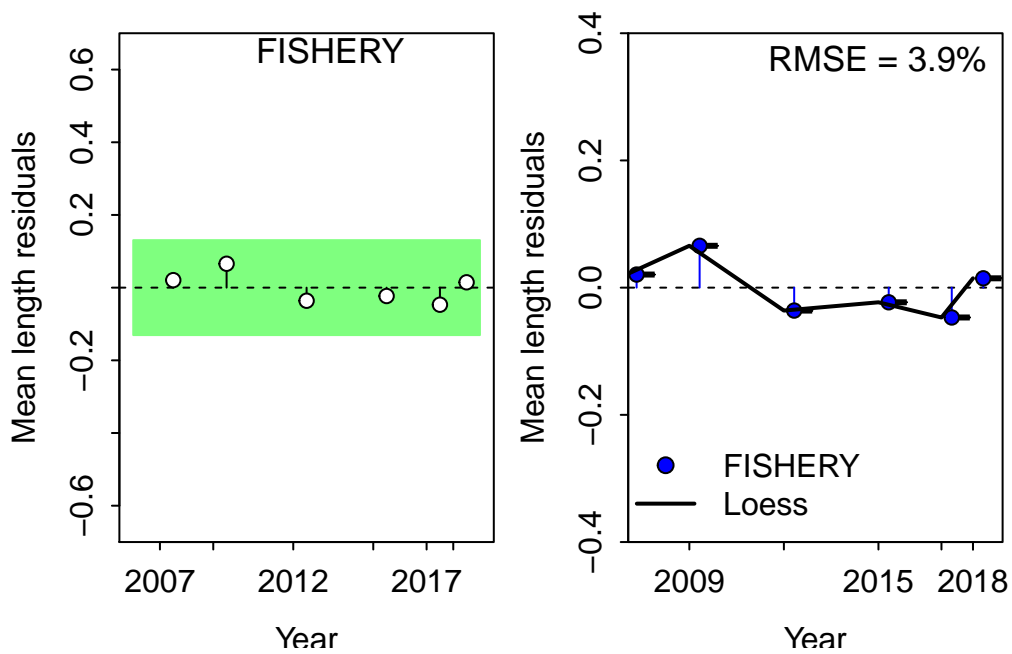 FISHERY
Mean length residuals
0.6
0.4
0.2
−0.2
−0.6
2007 2012 2017
Year
RMSE = 3.9%
Mean length residuals
0.4
0.2
0.0
−0.2
−0.4
FISHERY
Loess
2009 2015 2018
Year